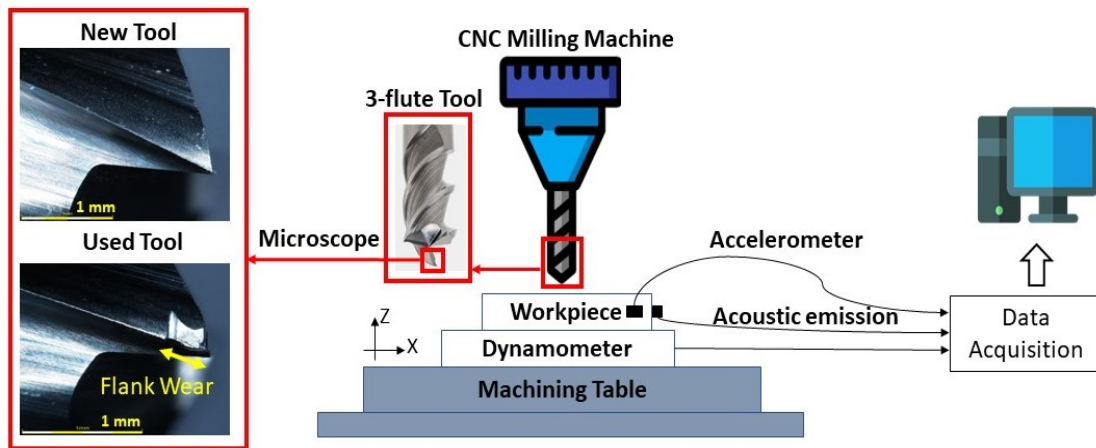 New Tool
1 mm
Used Tool
Flank Wear
1 mm
Microscope
3-flute Tool
CNC Milling Machine
Accelerometer
Workpiece
Acoustic emission
Z
X
Dynamometer
Machining Table
Data
Acquisition